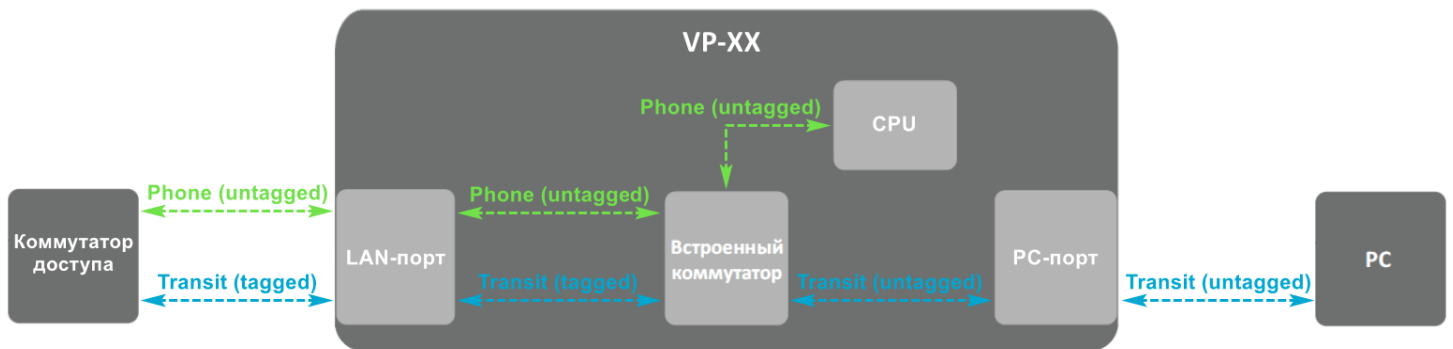 VP-XX
Phone (untagged)
CPU
Phone (untagged)
Phone (untagged)
Коммутатор
доступа
LAN-порт
Встроенный
коммутатор
PC-порт
PC
Transit (tagged)
Transit (tagged)
Transit (untagged)
Transit (untagged)